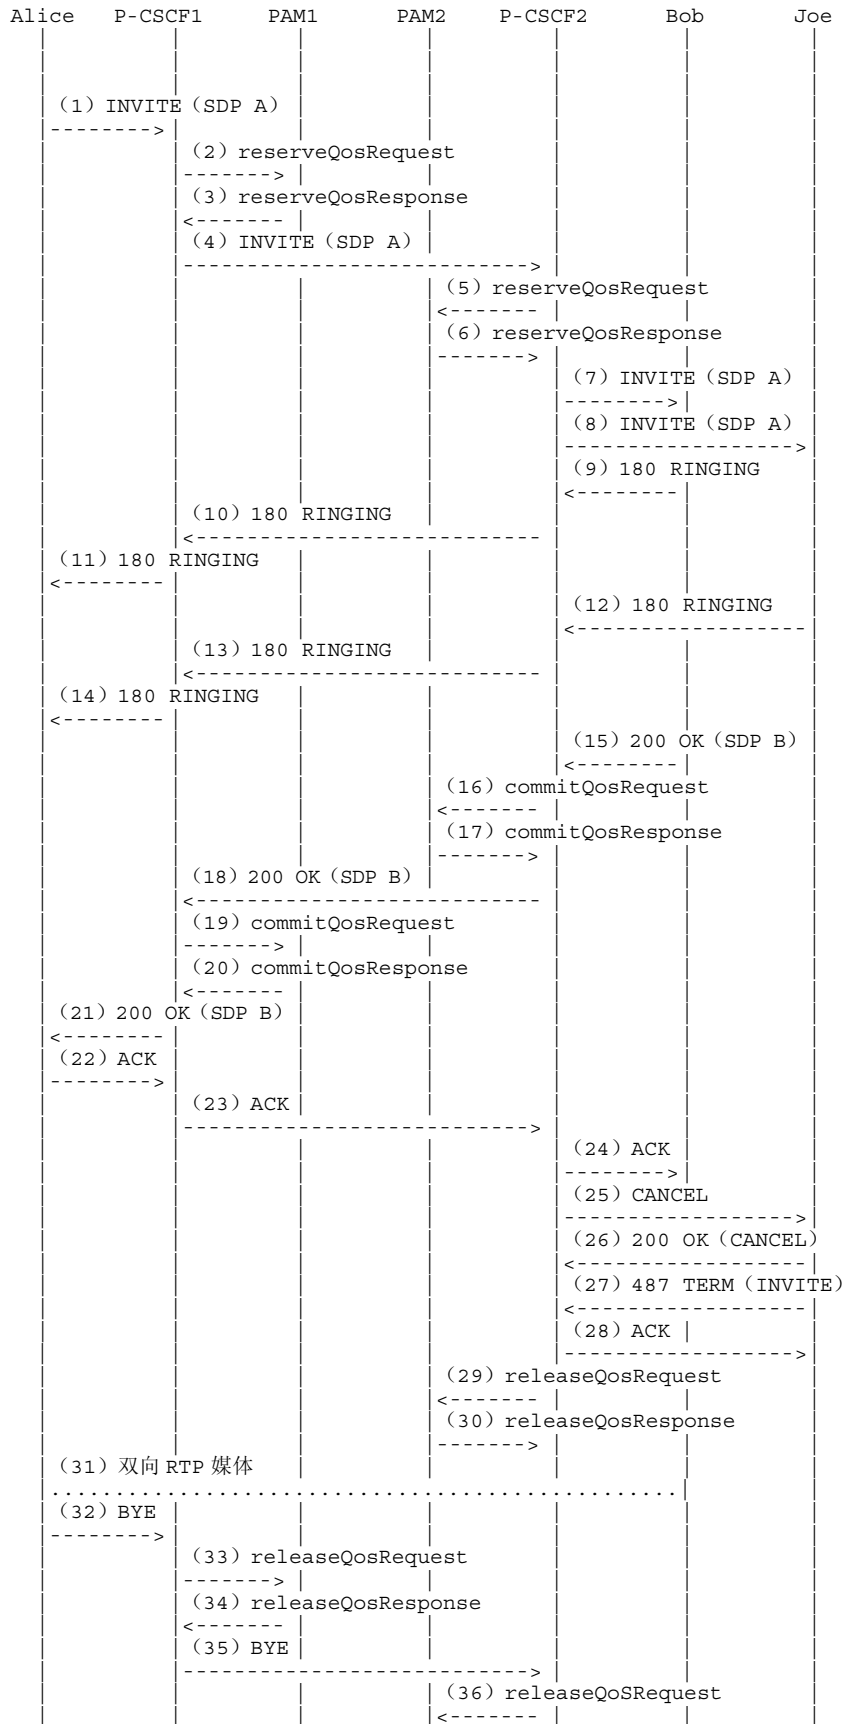 Alice P-CSCF1 PAM1 PAM2 P-CSCF2 Bob Joe
（1）INVITE（SDP A）
（2）reserveQosRequest
（3）reserveQosResponse
（4）INVITE（SDP A）
（5）reserveQosRequest
（6）reserveQosResponse
（7）INVITE（SDP A）
（8）INVITE（SDP A）
（9）180 RINGING
（10）180 RINGING
（11）180 RINGING
（12）180 RINGING
（13）180 RINGING
（14）180 RINGING
（15）200 OK（SDP B）
（16）commitQosRequest
（17）commitQosResponse
（18）200 OK（SDP B）
（19）commitQosRequest
（20）commitQosResponse
（21）200 OK（SDP B）
（22）ACK
（23）ACK
（24）ACK
（25）CANCEL
（26）200 OK（CANCEL）
（27）487 TERM（INVITE）
（28）ACK
（29）releaseQosRequest
（30）releaseQosResponse
（31）双向 RTP 媒体
（32）BYE
（33）releaseQosRequest
（34）releaseQosResponse
（35）BYE
（36）releaseQoSRequest